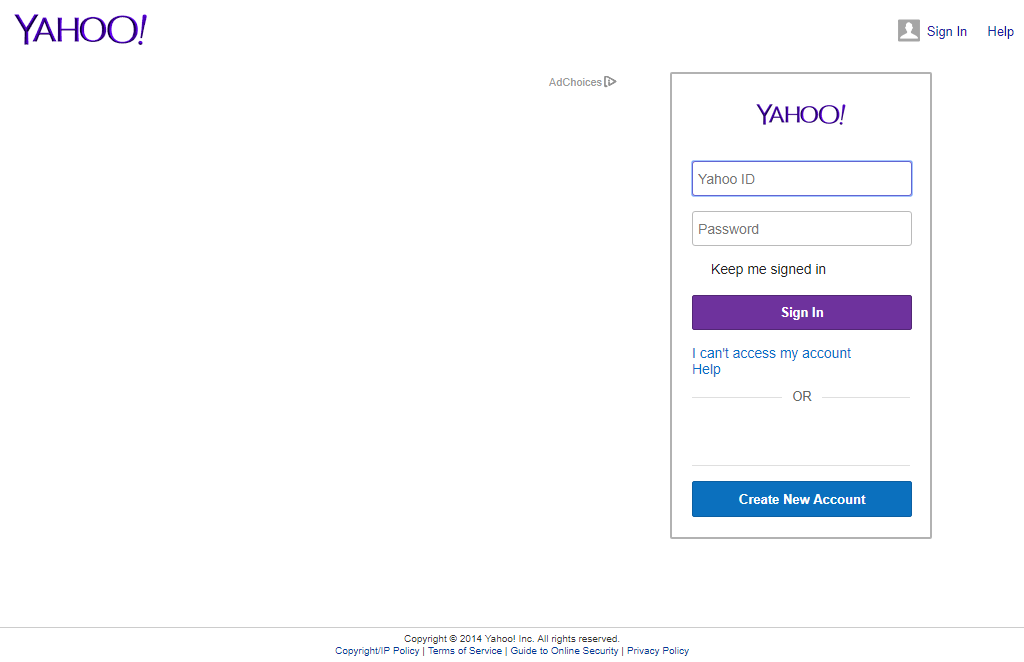 YAHOO!
Sign In Help
AdChoices
YAHOO!
Yahoo ID
Password
Keep me signed in
Sign In
I can't access my account
Help
OR
Create New Account
Copyright © 2014 Yahoo! Inc. All rights reserved.
Copyright/IP Policy | Terms of Service | Guide to Online Security | Privacy Policy